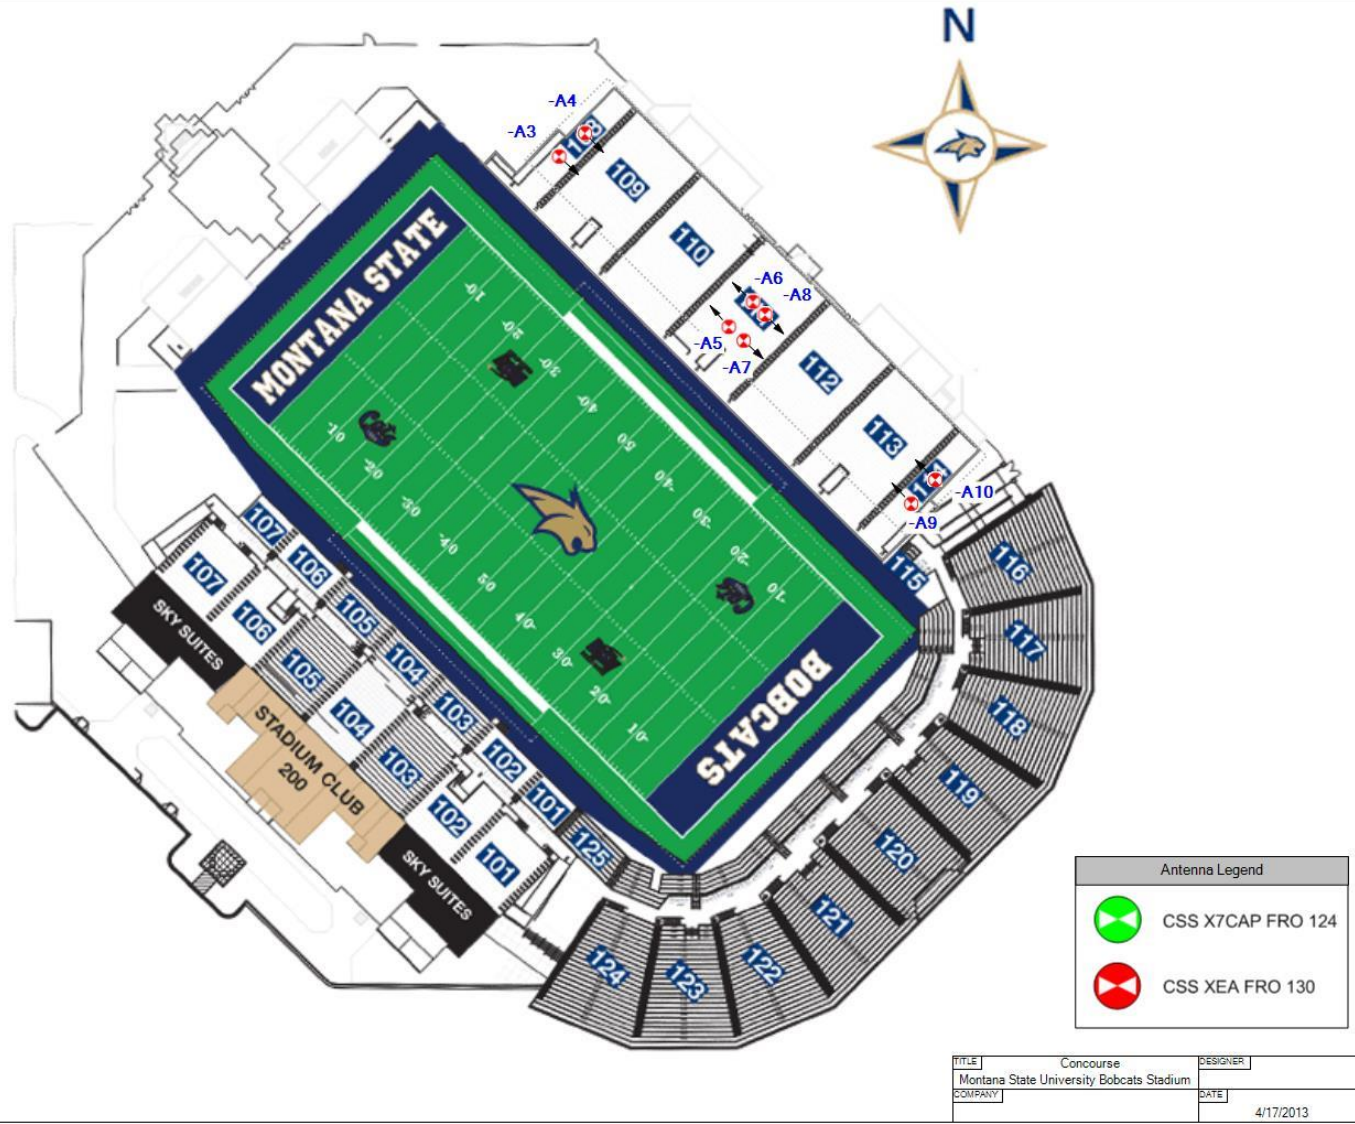 N
-A4
-A3
108
109
110
-A6
-A8
-A5
-A7
112
113
-A10
-A9
115
116
117
118
119
120
121
122
123
124
125
MONTANA STATE
BOBCATS
-10
-20
-30
-40
50
-40
-30
-20
-10
-10
-20
-30
-40
50
40-
30-
20-
10-
Cats
107
106
105
104
103
102
101
107
106
105
104
103
102
101
SKY SUITES
STADIUM CLUB
200
SKY SUITES
Antenna Legend
CSS X7CAP FRO 124
CSS XEA FRO 130
TITLE
Concourse
DESIGNER
Montana State University Bobcats Stadium
COMPANY
DATE
4/17/2013